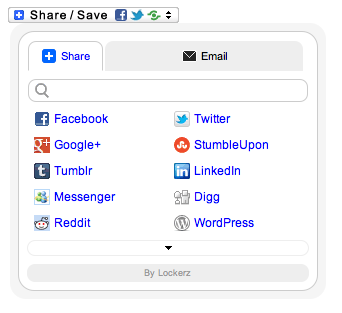 Share / Save
Share Email
Facebook Twitter
Google+ StumbleUpon
Tumblr LinkedIn
Messenger Digg
Reddit WordPress
By Lockerz